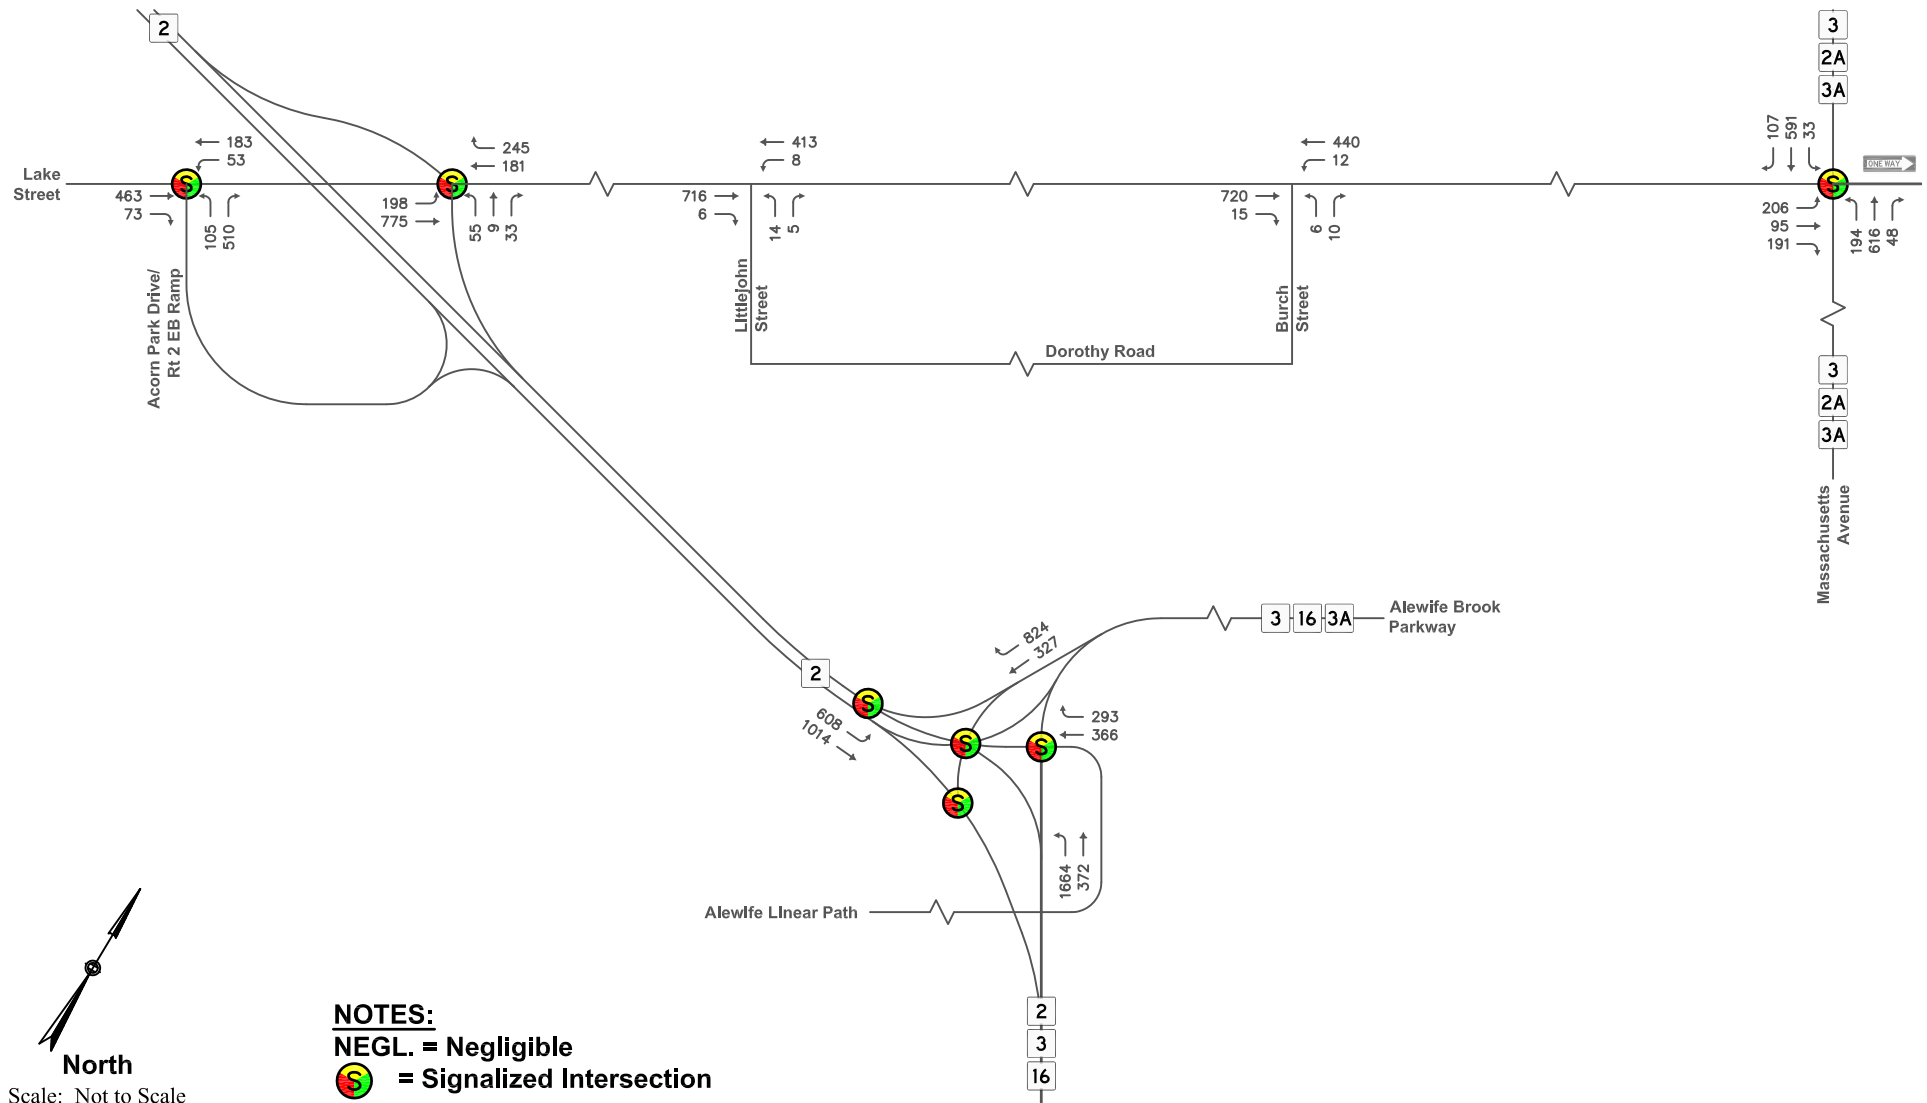 2
3
2A
3A
107
591
33
ONE WAY
Lake
Street
183
53
463
73
105
510
245
181
198
775
55
9
33
413
8
716
6
14
5
440
12
720
15
6
10
206
95
191
194
616
48
Acorn Park Drive/
Rt 2 EB Ramp
Littlejohn
Street
Burch
Street
Dorothy Road
3
2A
3A
Massachusetts
Avenue
3
16
3A
Alewife Brook
Parkway
824
327
2
608
1014
293
366
1664
372
Alewife Linear Path
2
3
16
North
Scale: Not to Scale
NOTES:
NEGL. = Negligible
S = Signalized Intersection
S
S
S
S
S
S
S